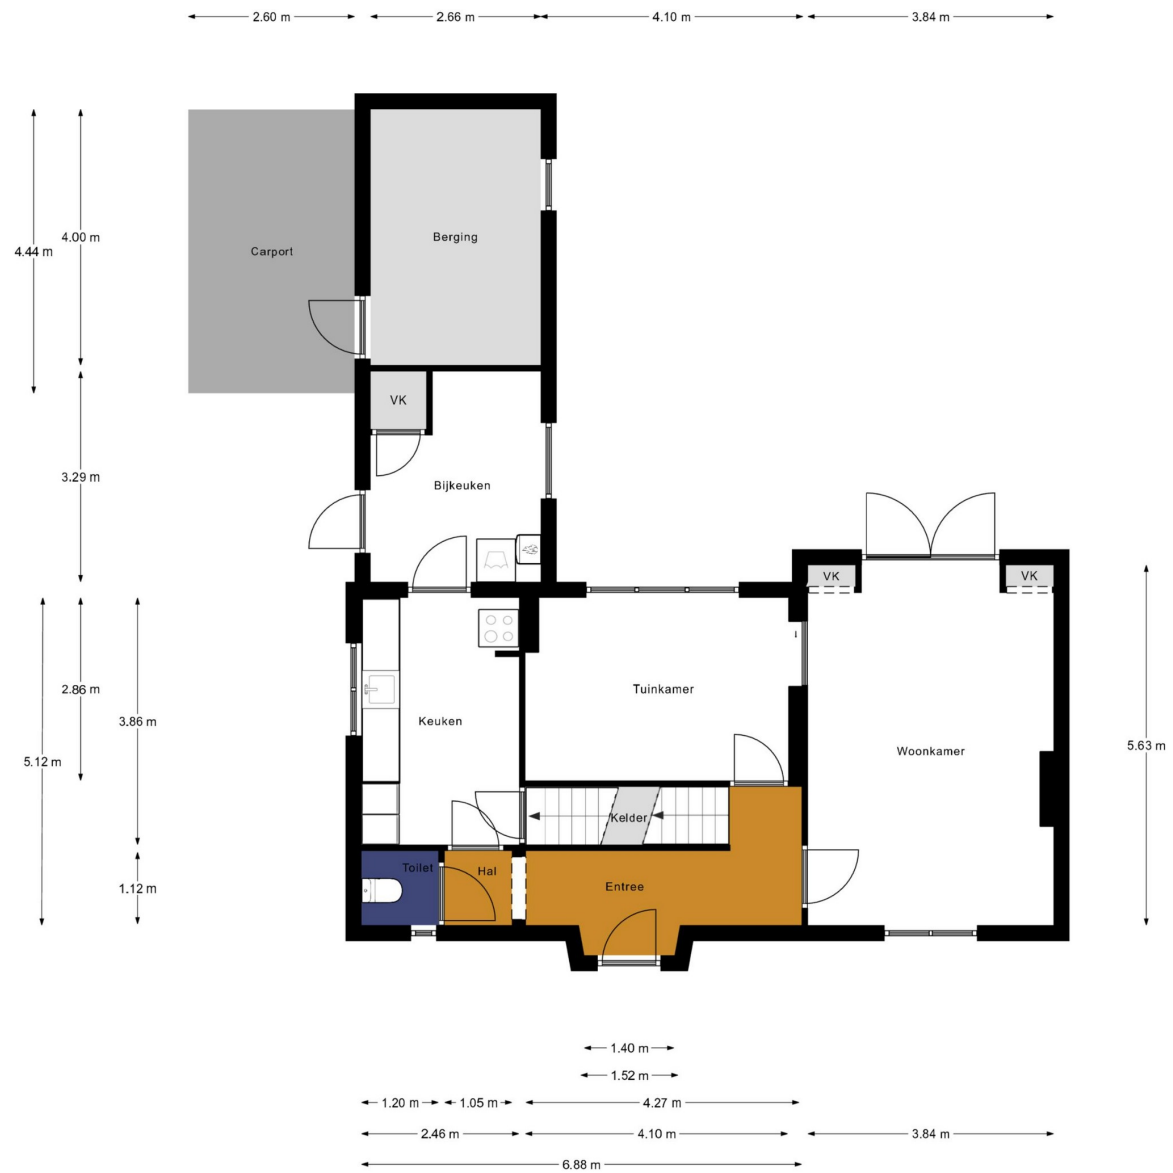 2.60 m 2.66 m 4.10 m 3.84 m
4.44 m 4.00 m Carport Berging
VK
3.29 m Bijkeuken
VK VK
2.86 m Tuinkamer
5.12 m 3.86 m Keuken Woonkamer 5.63 m
Kelder
Toilet Hal
1.12 m Entree
1.40 m
1.52 m
1.20 m 1.05 m 4.27 m
2.46 m 4.10 m 3.84 m
6.88 m